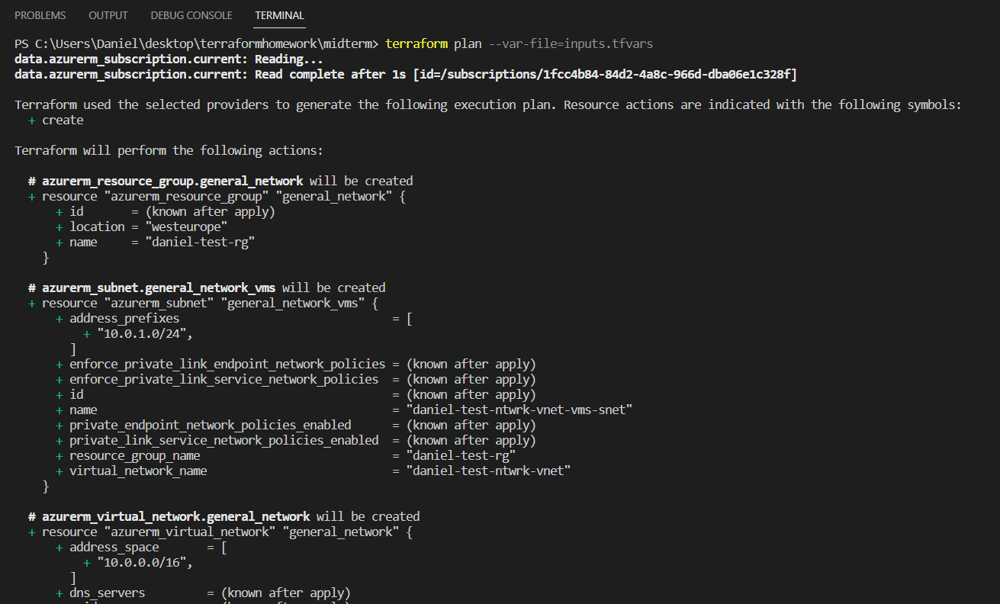 PROBLEMS OUTPUT DEBUG CONSOLE TERMINAL
PS C:\Users\Daniel\desktop\terraformhomework\midterm> terraform plan --var-file=inputs.tfvars
data.azurerm_subscription.current: Reading...
data.azurerm_subscription.current: Read complete after 1s [id=/subscriptions/1fcc4b84-84d2-4a8c-966d-dba06e1c328f]
Terraform used the selected providers to generate the following execution plan. Resource actions are indicated with the following symbols:
+ create
Terraform will perform the following actions:
# azurerm_resource_group.general_network will be created
+ resource "azurerm_resource_group" "general_network" {
+ id = (known after apply)
+ location = "westeurope"
+ name = "daniel-test-rg"
}
# azurerm_subnet.general_network_vms will be created
+ resource "azurerm_subnet" "general_network_vms" {
+ address_prefixes = [
+ "10.0.1.0/24",
]
+ enforce_private_link_endpoint_network_policies = (known after apply)
+ enforce_private_link_service_network_policies = (known after apply)
+ id = (known after apply)
+ name = "daniel-test-ntwrk-vnet-vms-snet"
+ private_endpoint_network_policies_enabled = (known after apply)
+ private_link_service_network_policies_enabled = (known after apply)
+ resource_group_name = "daniel-test-rg"
+ virtual_network_name = "daniel-test-ntwrk-vnet"
}
# azurerm_virtual_network.general_network will be created
+ resource "azurerm_virtual_network" "general_network" {
+ address_space = [
+ "10.0.0.0/16",
]
+ dns_servers = (known after apply)